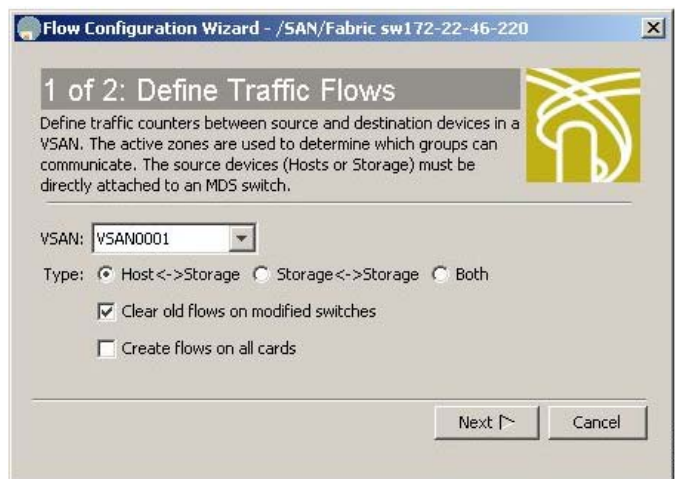 Flow Configuration Wizard - /SAN/Fabric sw172-22-46-220
1 of 2: Define Traffic Flows
Define traffic counters between source and destination devices in a
VSAN. The active zones are used to determine which groups can
communicate. The source devices (Hosts or Storage) must be
directly attached to an MDS switch.
VSAN: VSAN0001
Type: Host<->Storage Storage<->Storage Both
Clear old flows on modified switches
Create flows on all cards
Next Cancel